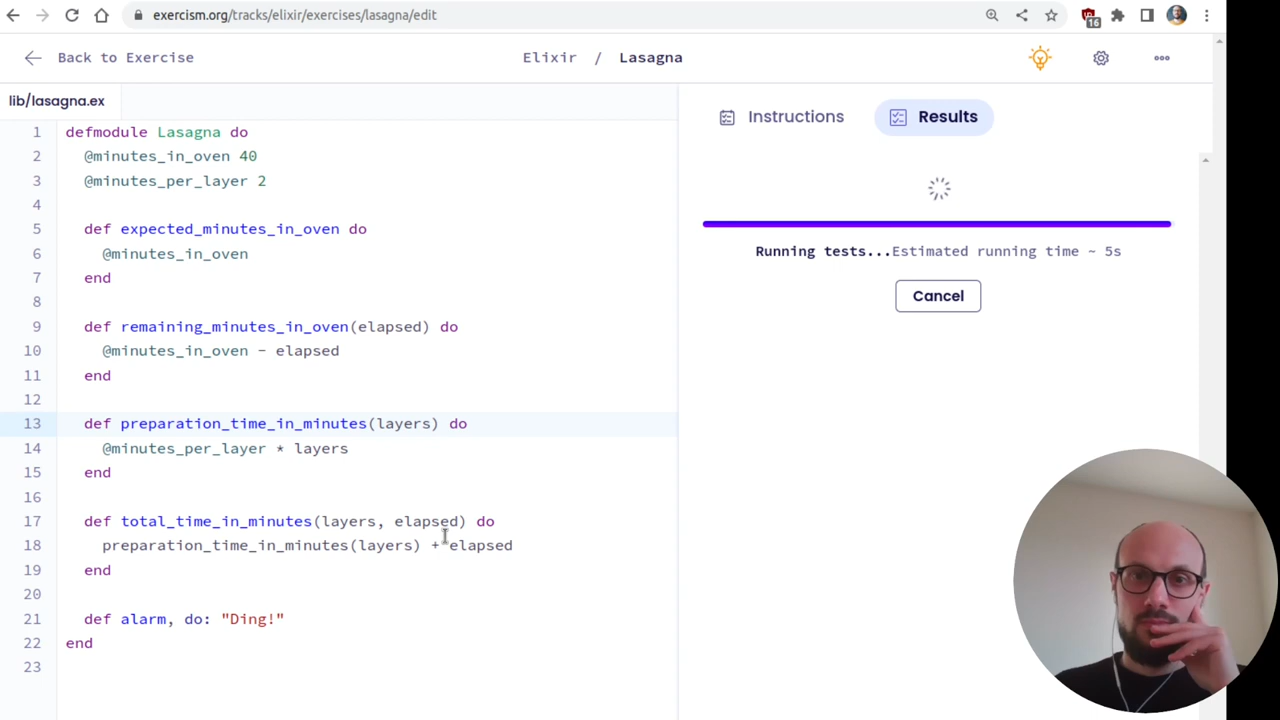 exercism.org/tracks/elixir/exercises/lasagna/edit
16
Back to Exercise
Elixir / Lasagna
lib/lasagna.ex
Instructions
Results
1 defmodule Lasagna do
2 @minutes_in_oven 40
3 @minutes_per_layer 2
4
5 def expected_minutes_in_oven do
6 @minutes_in_oven
7 end
8
9 def remaining_minutes_in_oven(elapsed) do
10 @minutes_in_oven - elapsed
11 end
12
13 def preparation_time_in_minutes(layers) do
14 @minutes_per_layer * layers
15 end
16
17 def total_time_in_minutes(layers, elapsed) do
18 preparation_time_in_minutes(layers) + elapsed
19 end
20
21 def alarm, do: "Ding!"
22 end
23
Running tests...Estimated running time ~ 5s
Cancel